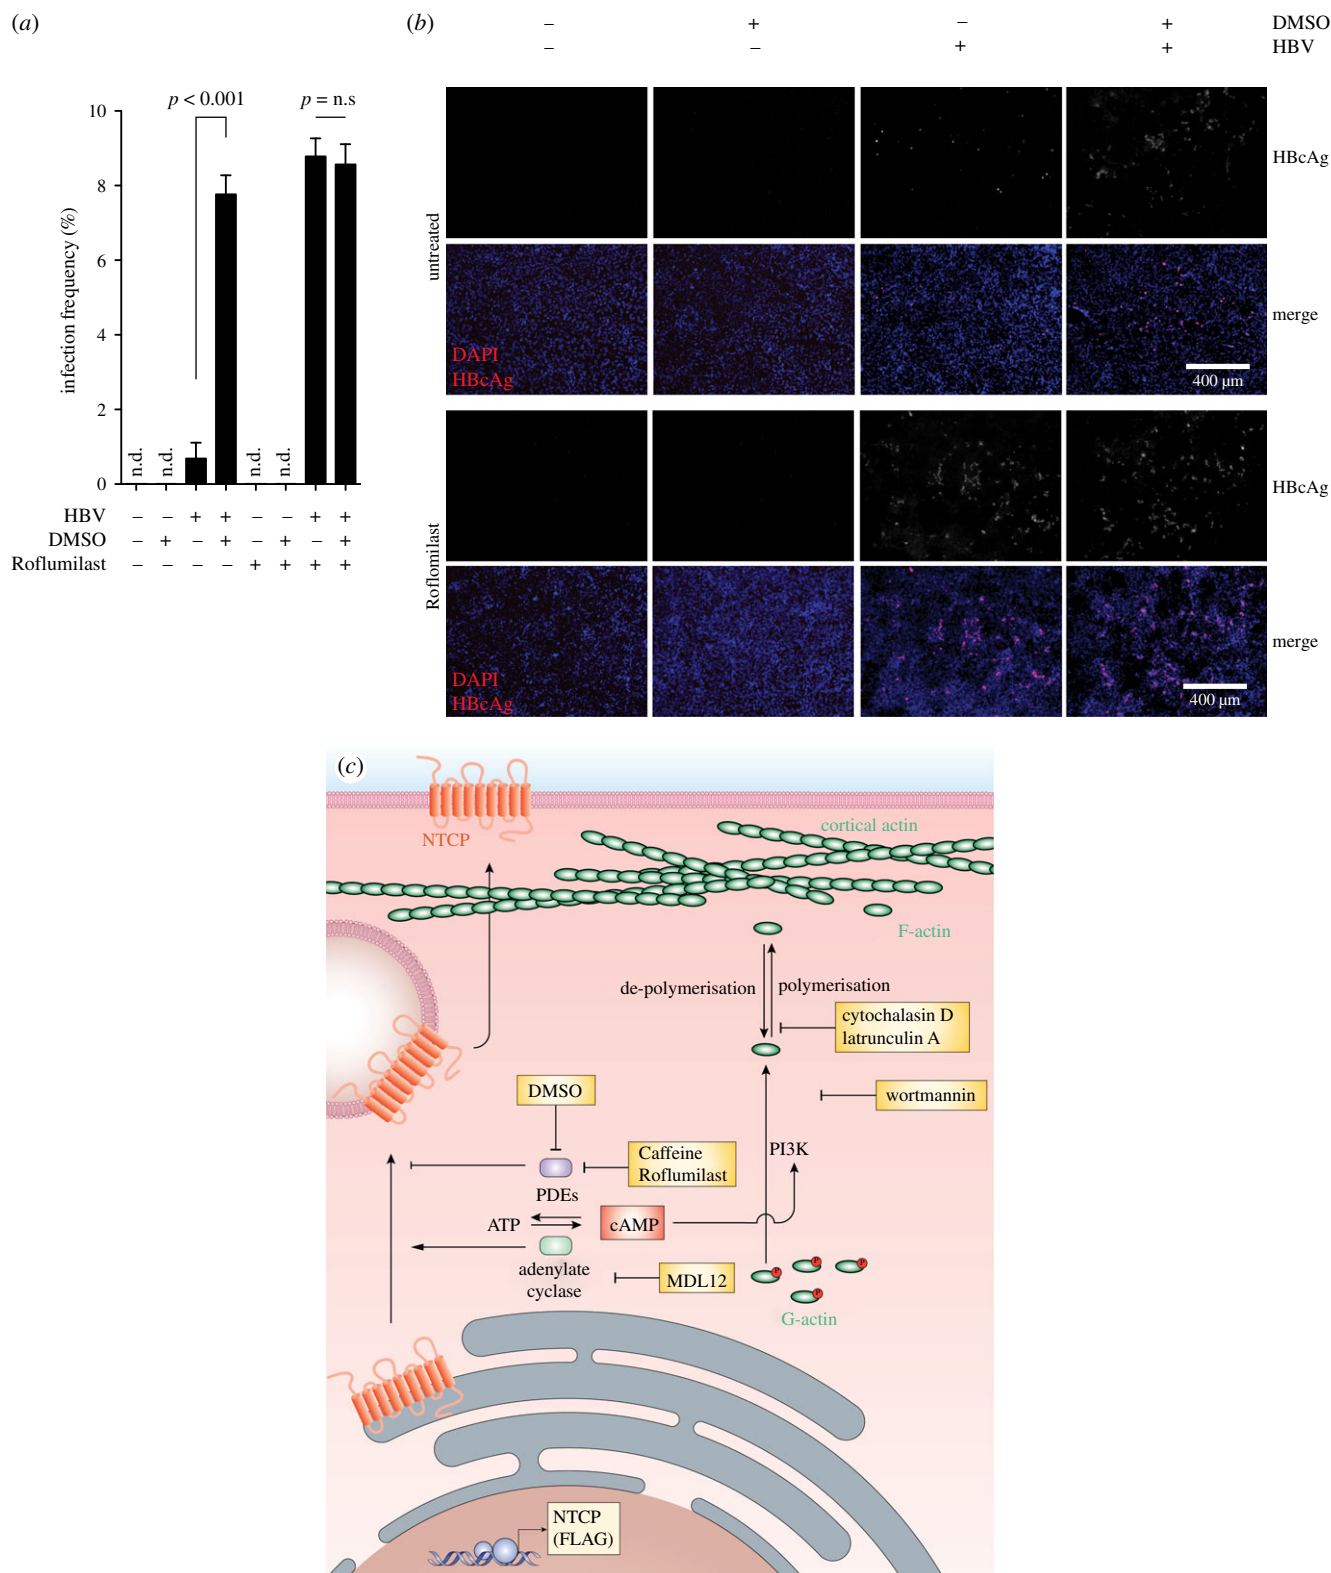 (a)
p < 0.001
p = n.s
10
8
6
4
2
0
infection frequency (%)
n.d.
n.d.
n.d.
n.d.
HBV – – + + – – + +
DMSO – + – + – + – +
Roflumilast – – – – + + + +
(b)
– + – + DMSO
– – + + HBV
untreated
HBcAg
DAPI
HBcAg
merge
400 µm
Roflomilast
HBcAg
DAPI
HBcAg
merge
400 µm
(c)
NTCP
cortical actin
F-actin
de-polymerisation
polymerisation
cytochalasin D
latrunculin A
wortmannin
DMSO
Caffeine
Roflumilast
PI3K
PDEs
ATP
cAMP
adenylate
cyclase
MDL12
P
P
P
P
G-actin
NTCP
(FLAG)